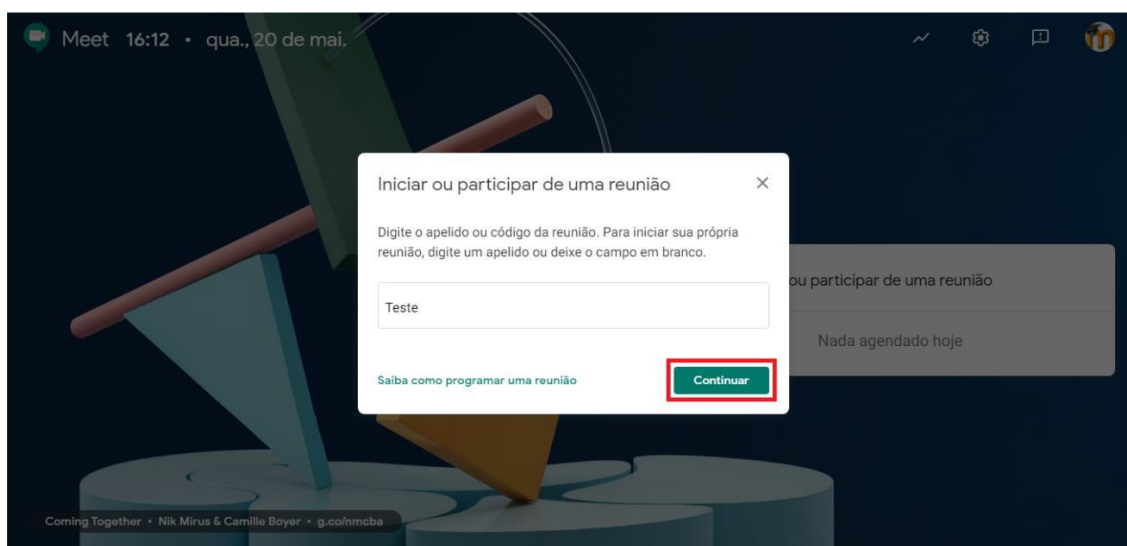 Meet 16:12 • qua., 20 de mai.
Iniciar ou participar de uma reunião
Digite o apelido ou código da reunião. Para iniciar sua própria
reunião, digite um apelido ou deixe o campo em branco.
Teste
Saiba como programar uma reunião
Continuar
ou participar de uma reunião
Nada agendado hoje
Coming Together • Nik Mirus & Camille Boyer • g.co/nmcba